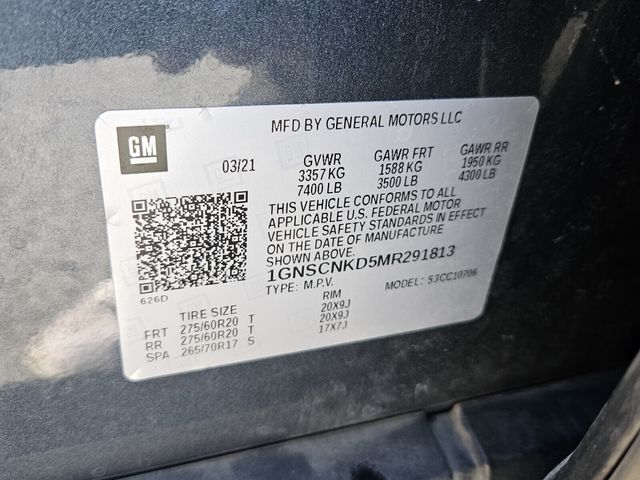 MFD BY GENERAL MOTORS LLC
GM
03/21 GVWR GAWR FRT GAWR RR
3357 KG 1588 KG 1950 KG
7400 LB 3500 LB 4300 LB
THIS VEHICLE CONFORMS TO ALL
APPLICABLE U.S. FEDERAL MOTOR
VEHICLE SAFETY STANDARDS IN EFFECT
ON THE DATE OF MANUFACTURE
SHOWN ABOVE.
1GNSCNKD5MR291813
626D
TYPE: M.P.V. MODEL: 53CC10706
TIRE SIZE RIM
FRT 275/60R20 T 20X9J
RR 275/60R20 T 20X9J
SPA 265/70R17 S 17X7J